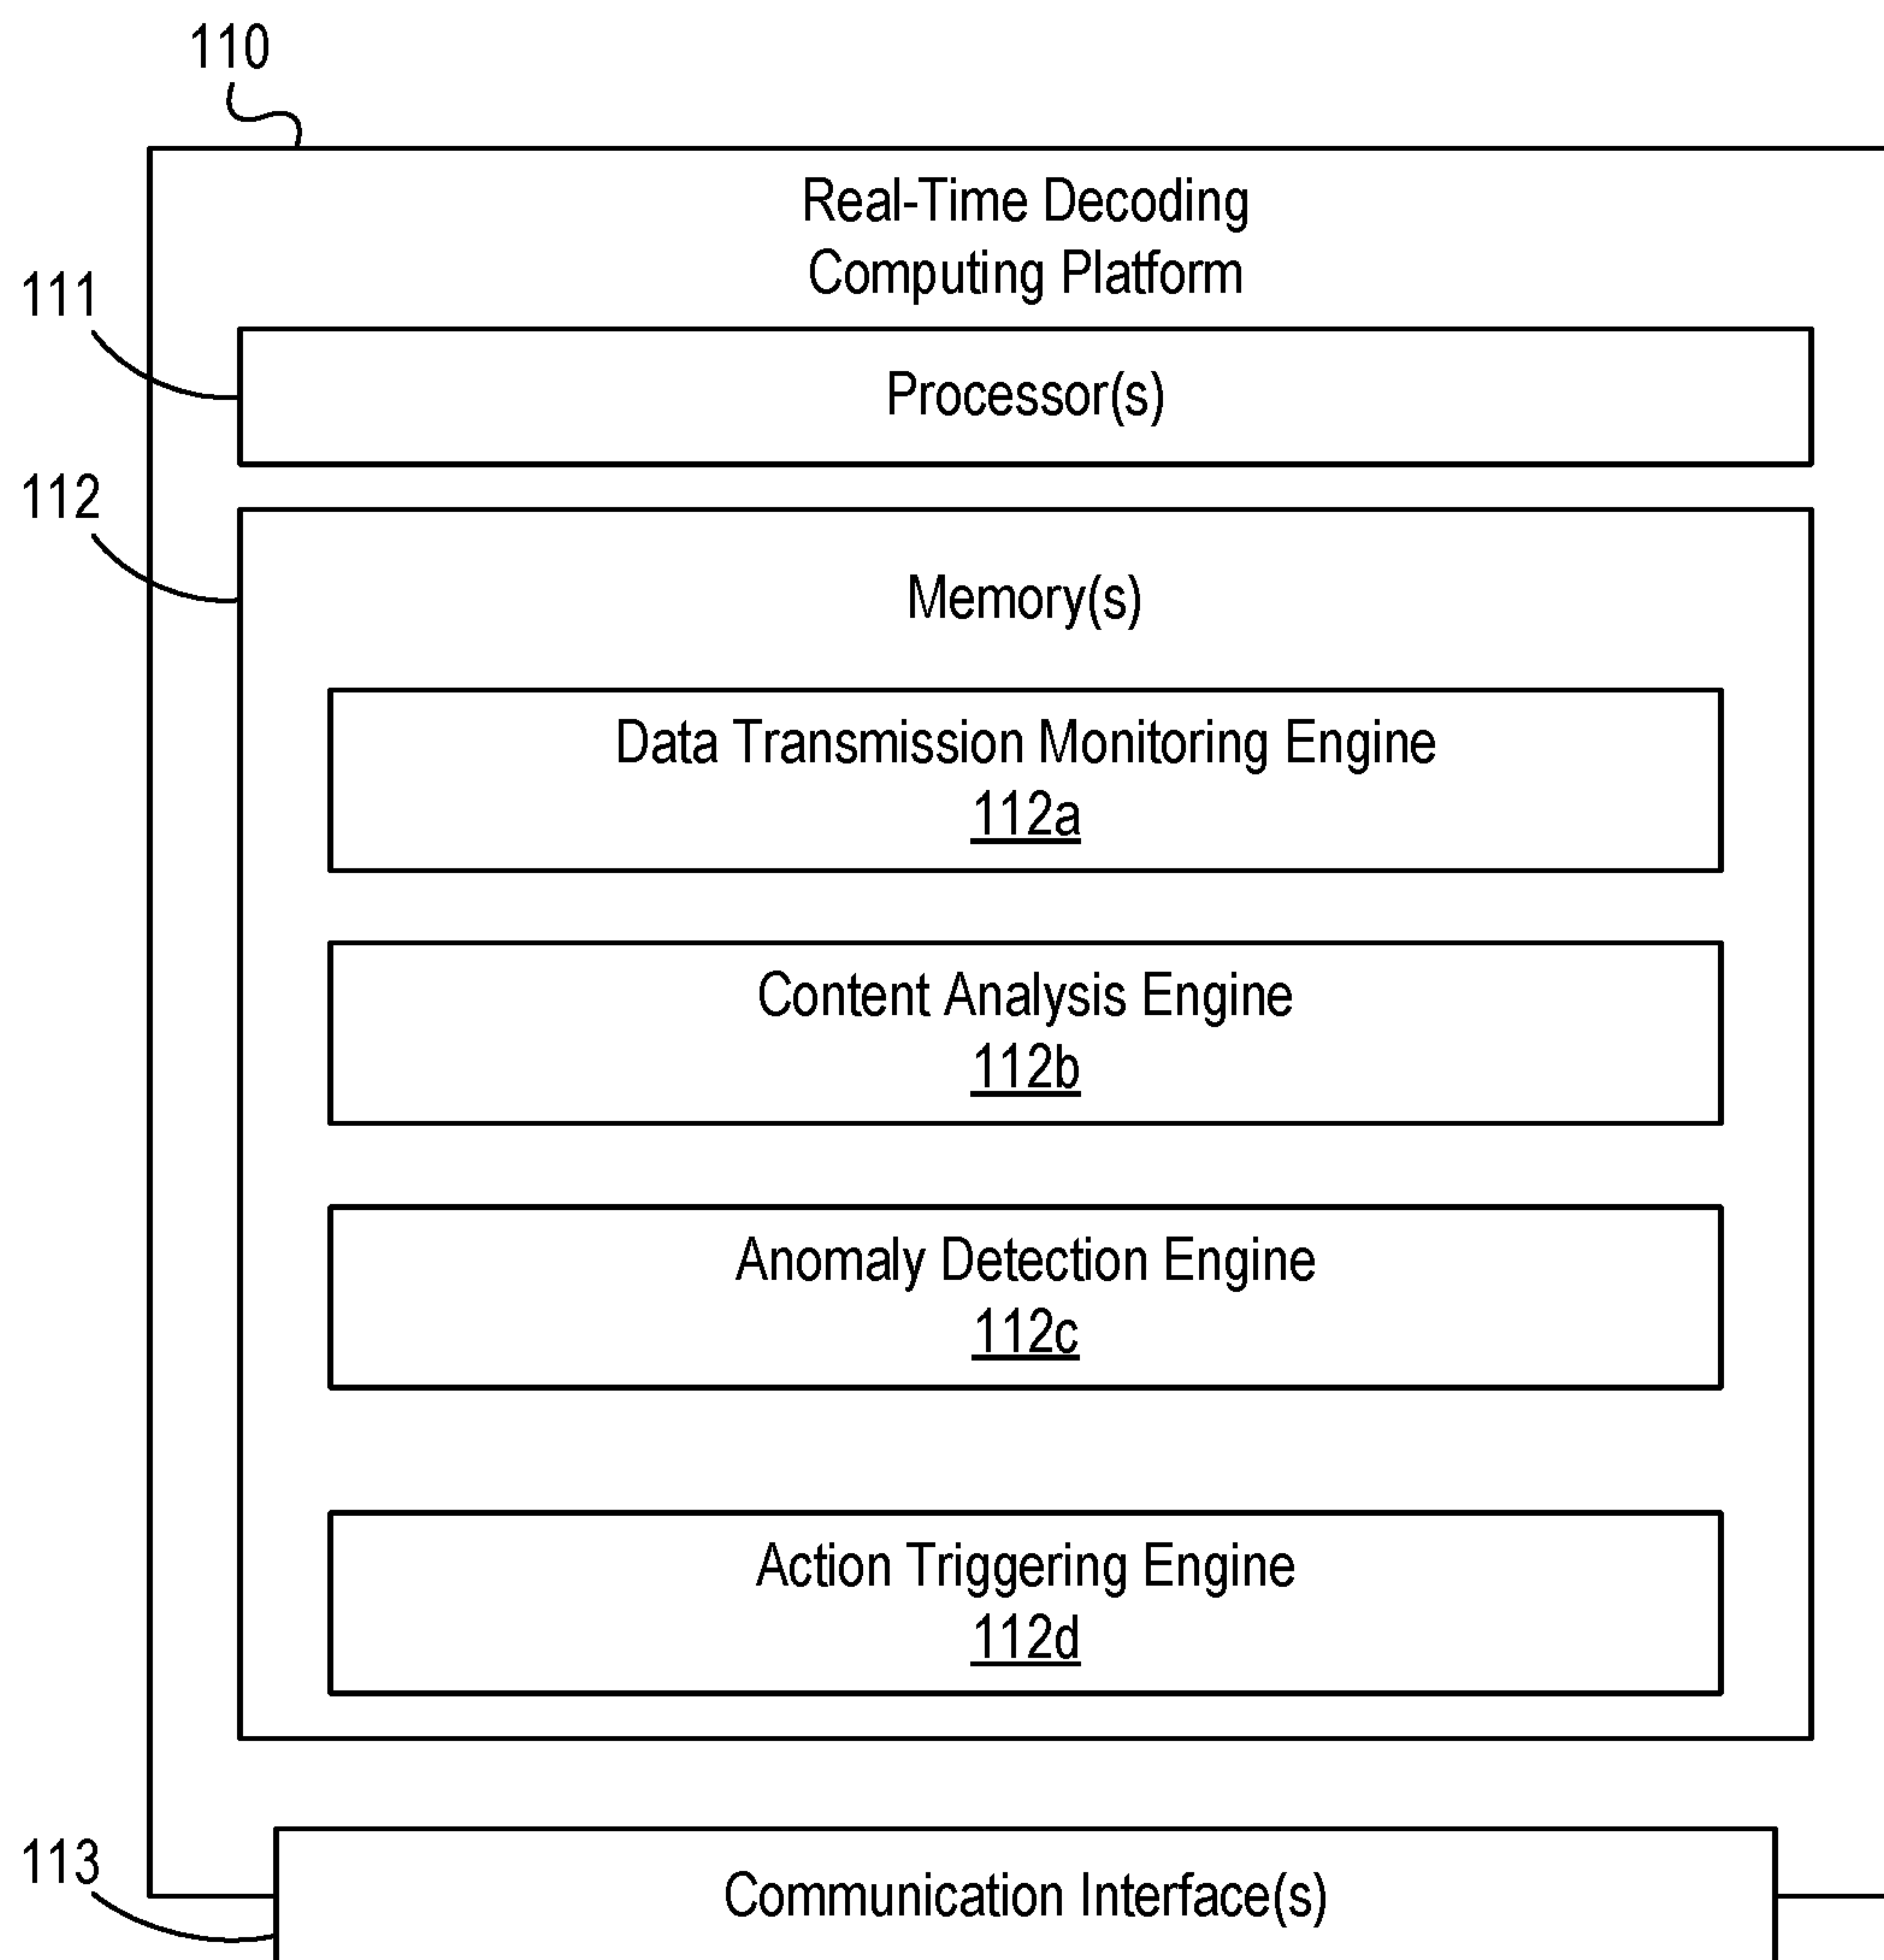 110
Real-Time Decoding
Computing Platform
111
Processor(s)
112
Memory(s)
Data Transmission Monitoring Engine
112a
Content Analysis Engine
112b
Anomaly Detection Engine
112c
Action Triggering Engine
112d
113
Communication Interface(s)